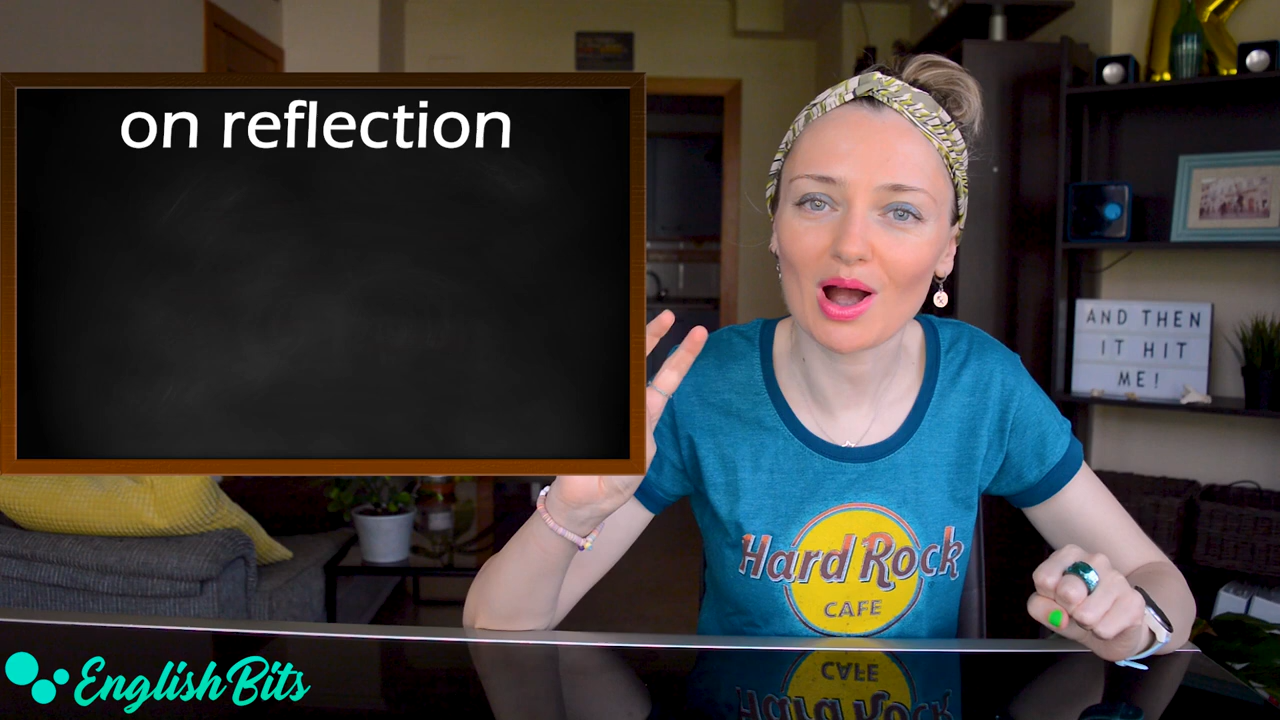 on reflection
AND THEN
IT HIT
ME!
Hard Rock
CAFE
EnglishBits